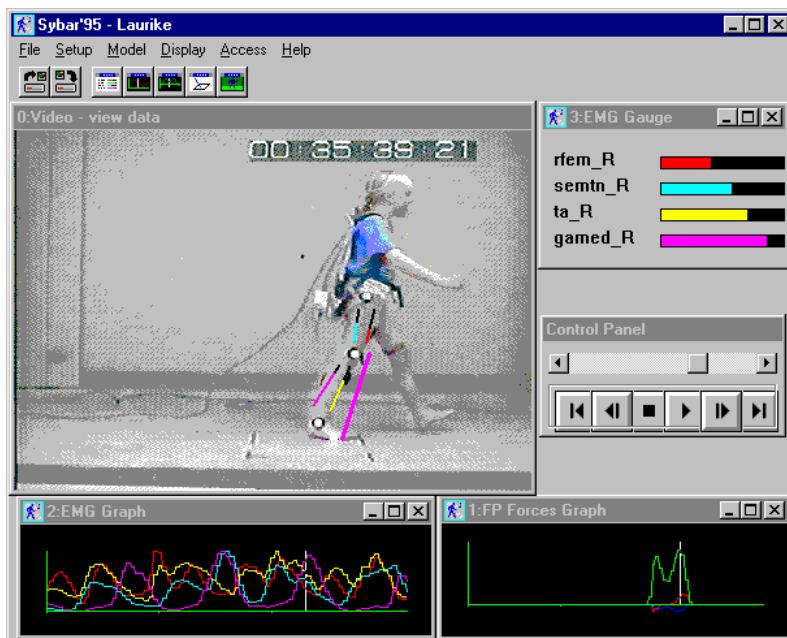 Sybar'95 - Laurike
File Setup Model Display Access Help
0:Video - view data
00 35 39 21
3:EMG Gauge
rfem_R
semtn_R
ta_R
gamed_R
Control Panel
2:EMG Graph
1:FP Forces Graph